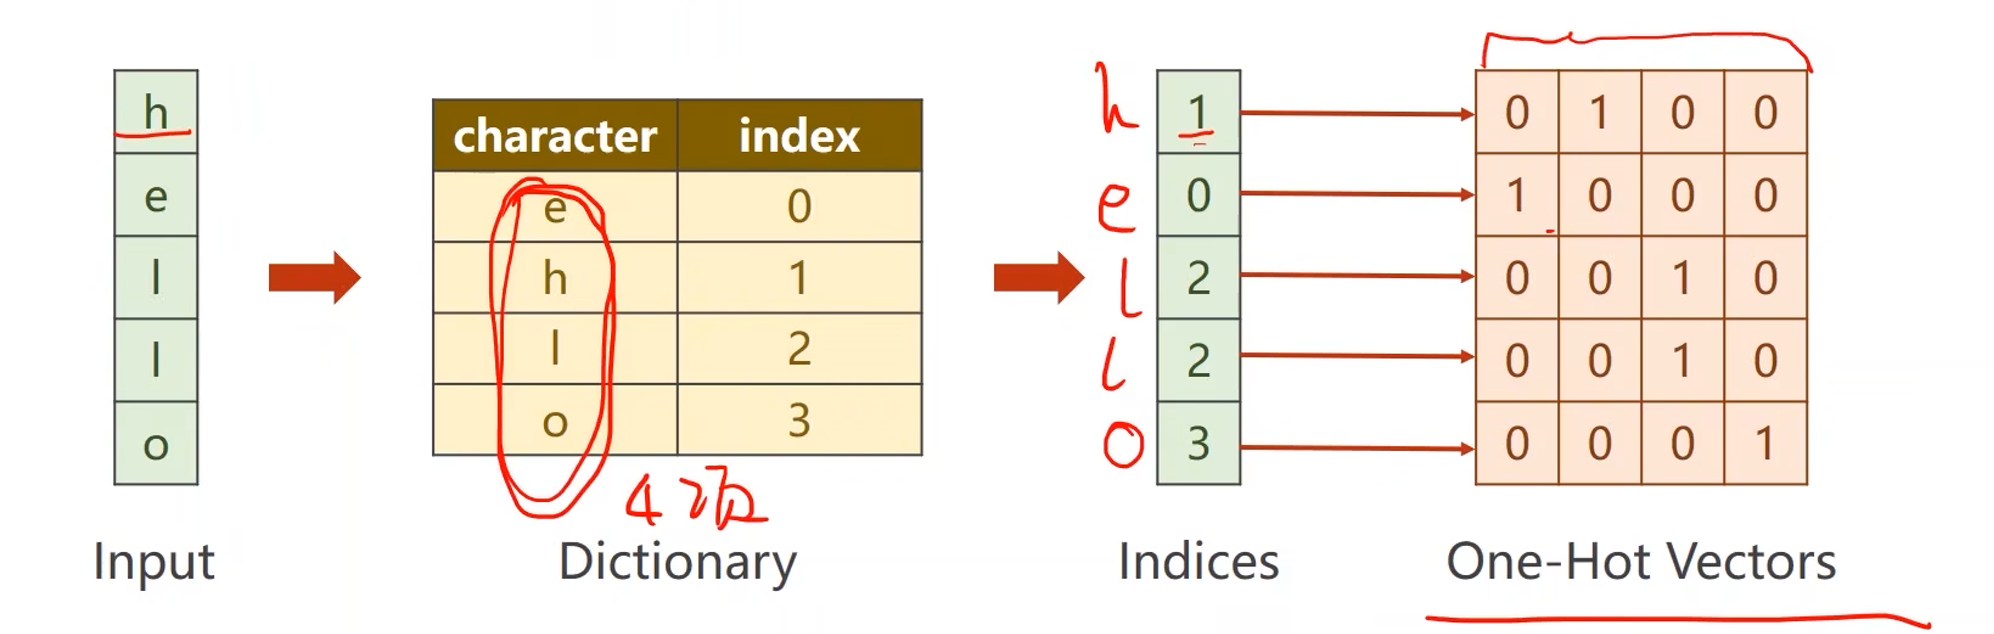 h
e
l
l
o
Input
character index
e 0
h 1
l 2
o 3
4项
Dictionary
h 1
e 0
l 2
l 2
o 3
Indices
0 1 0 0
1 0 0 0
0 0 1 0
0 0 1 0
0 0 0 1
One-Hot Vectors